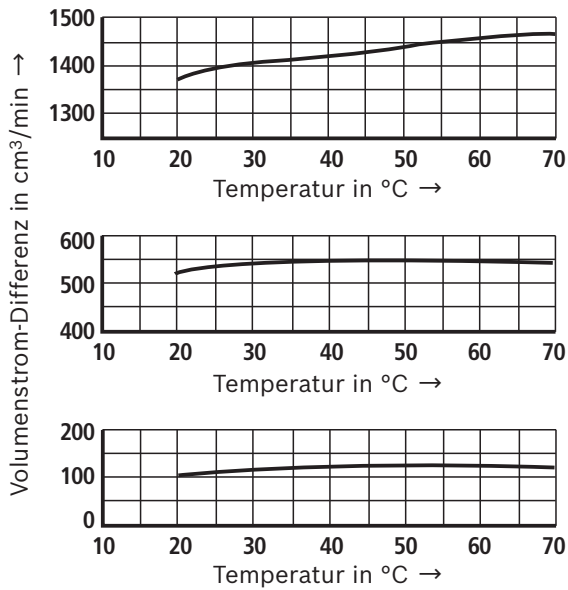 Volumenstrom-Differenz in cm³/min →
1500
1400
1300
10 20 30 40 50 60 70
Temperatur in °C →
600
500
400
10 20 30 40 50 60 70
Temperatur in °C →
200
100
0
10 20 30 40 50 60 70
Temperatur in °C →